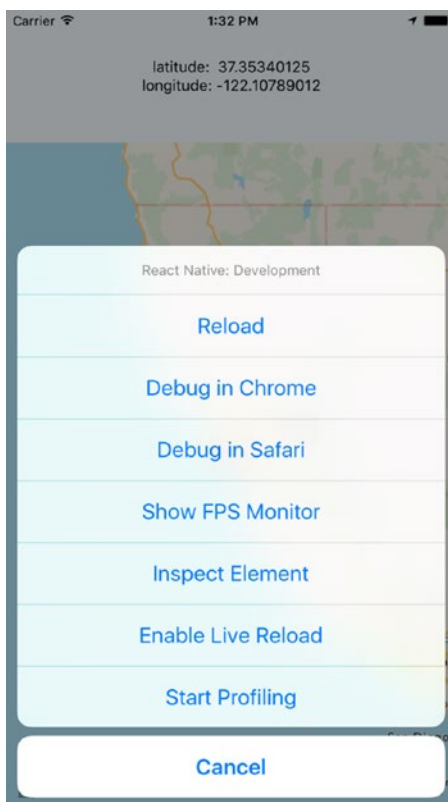 Carrier 1:32 PM
latitude: 37.35340125
longitude: -122.10789012
React Native: Development
Reload
Debug in Chrome
Debug in Safari
Show FPS Monitor
Inspect Element
Enable Live Reload
Start Profiling
Cancel